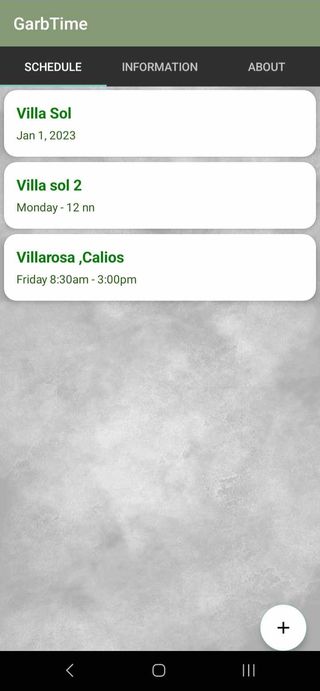 GarbTime
SCHEDULE INFORMATION ABOUT
Villa Sol
Jan 1, 2023
Villa sol 2
Monday - 12 nn
Villarosa ,Calios
Friday 8:30am - 3:00pm
+